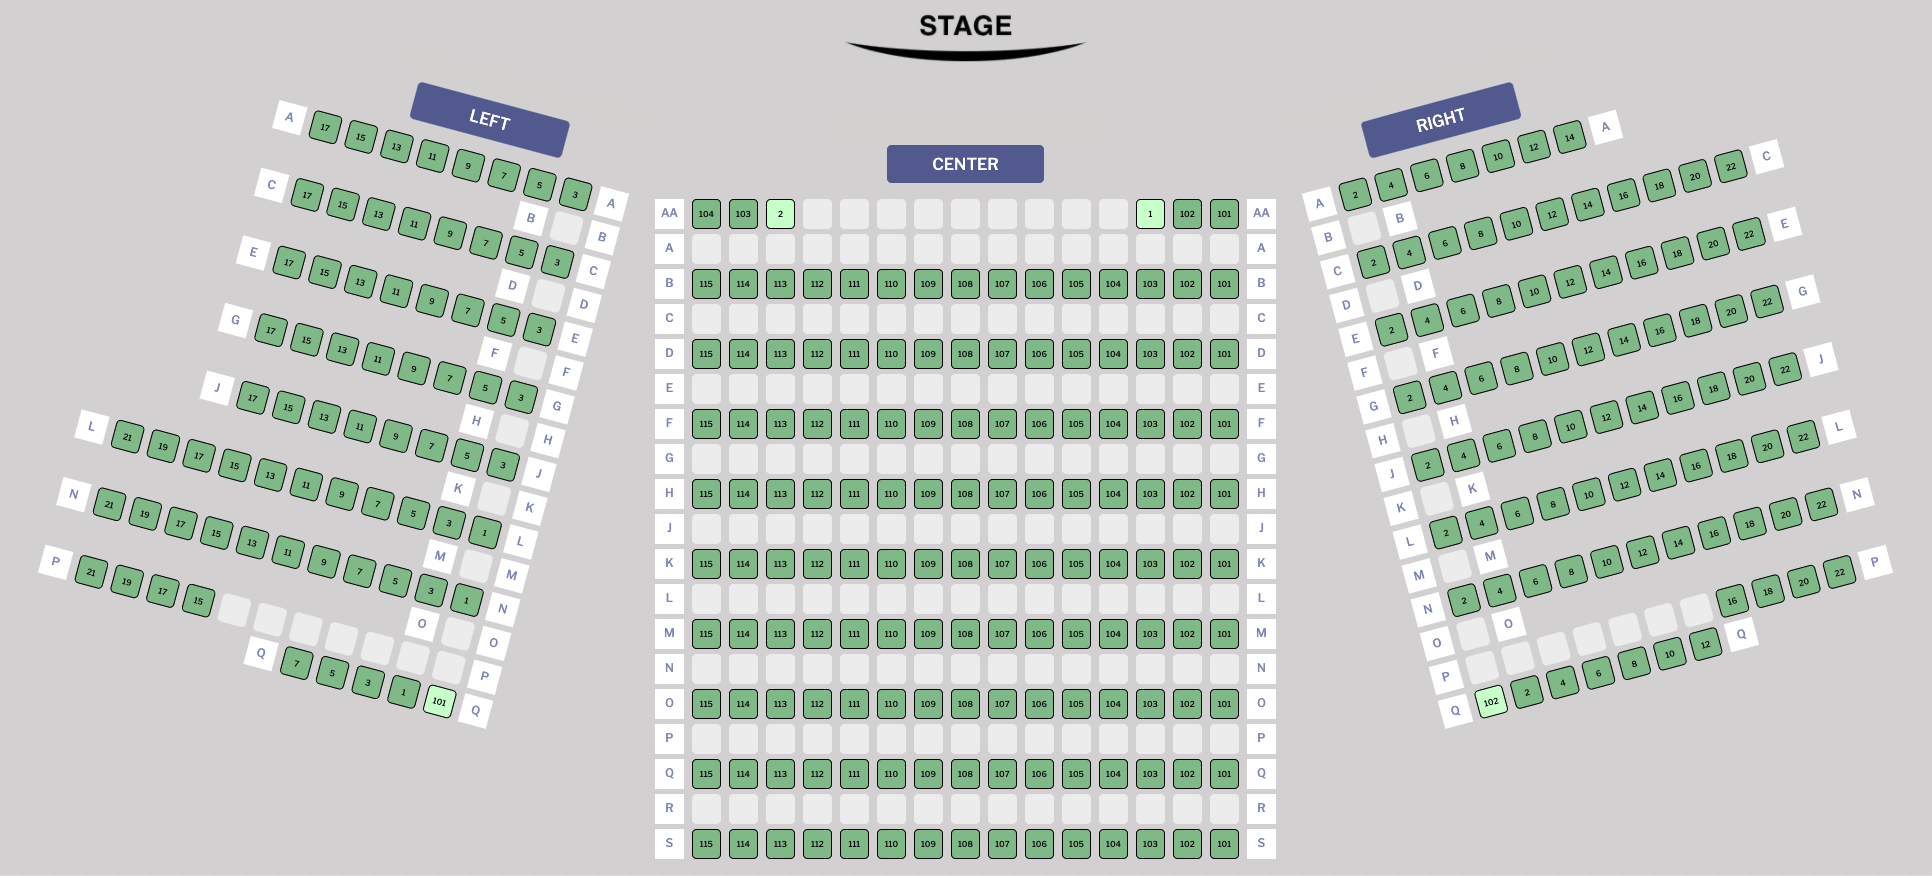 STAGE
LEFT
CENTER
RIGHT
A 17 15 13 11 9 7 5 3 A
B B
C 17 15 13 11 9 7 5 3 C
D D
E 17 15 13 11 9 7 5 3 E
F F
G 17 15 13 11 9 7 5 3 G
H H
J 17 15 13 11 9 7 5 3 J
K K
L 21 19 17 15 13 11 9 7 5 3 1 L
M M
N 21 19 17 15 13 11 9 7 5 3 1 N
O O
P 21 19 17 15 P
Q 7 5 3 1 101 Q
AA 104 103 2 1 102 101 AA
A A
B 115 114 113 112 111 110 109 108 107 106 105 104 103 102 101 B
C C
D 115 114 113 112 111 110 109 108 107 106 105 104 103 102 101 D
E E
F 115 114 113 112 111 110 109 108 107 106 105 104 103 102 101 F
G G
H 115 114 113 112 111 110 109 108 107 106 105 104 103 102 101 H
J J
K 115 114 113 112 111 110 109 108 107 106 105 104 103 102 101 K
L L
M 115 114 113 112 111 110 109 108 107 106 105 104 103 102 101 M
N N
O 115 114 113 112 111 110 109 108 107 106 105 104 103 102 101 O
P P
Q 115 114 113 112 111 110 109 108 107 106 105 104 103 102 101 Q
R R
S 115 114 113 112 111 110 109 108 107 106 105 104 103 102 101 S
A 2 4 6 8 10 12 14 A
B B
C 2 4 6 8 10 12 14 16 18 20 22 C
D D
E 2 4 6 8 10 12 14 16 18 20 22 E
F F
G 2 4 6 8 10 12 14 16 18 20 22 G
H H
J 2 4 6 8 10 12 14 16 18 20 22 J
K K
L 2 4 6 8 10 12 14 16 18 20 22 L
M M
N 2 4 6 8 10 12 14 16 18 20 22 N
O O
P 16 18 20 22 P
Q 102 2 4 6 8 10 12 Q